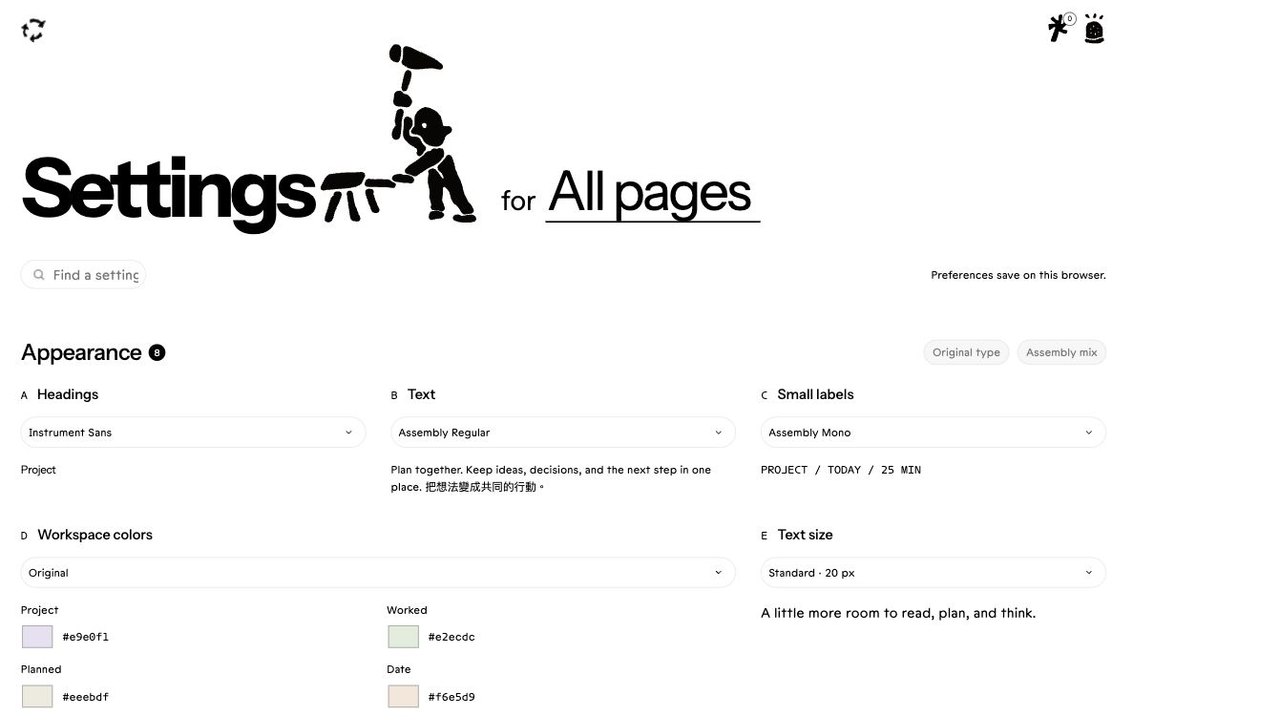 0
Settings for All pages
Find a setting
Preferences save on this browser.
Appearance 8
Original type
Assembly mix
A Headings
Instrument Sans
Project
B Text
Assembly Regular
Plan together. Keep ideas, decisions, and the next step in one
place. 把想法變成共同的行動。
C Small labels
Assembly Mono
PROJECT / TODAY / 25 MIN
D Workspace colors
Original
Project
#e9e0f1
Worked
#e2ecdc
Planned
#eeebdf
Date
#f6e5d9
E Text size
Standard · 20 px
A little more room to read, plan, and think.